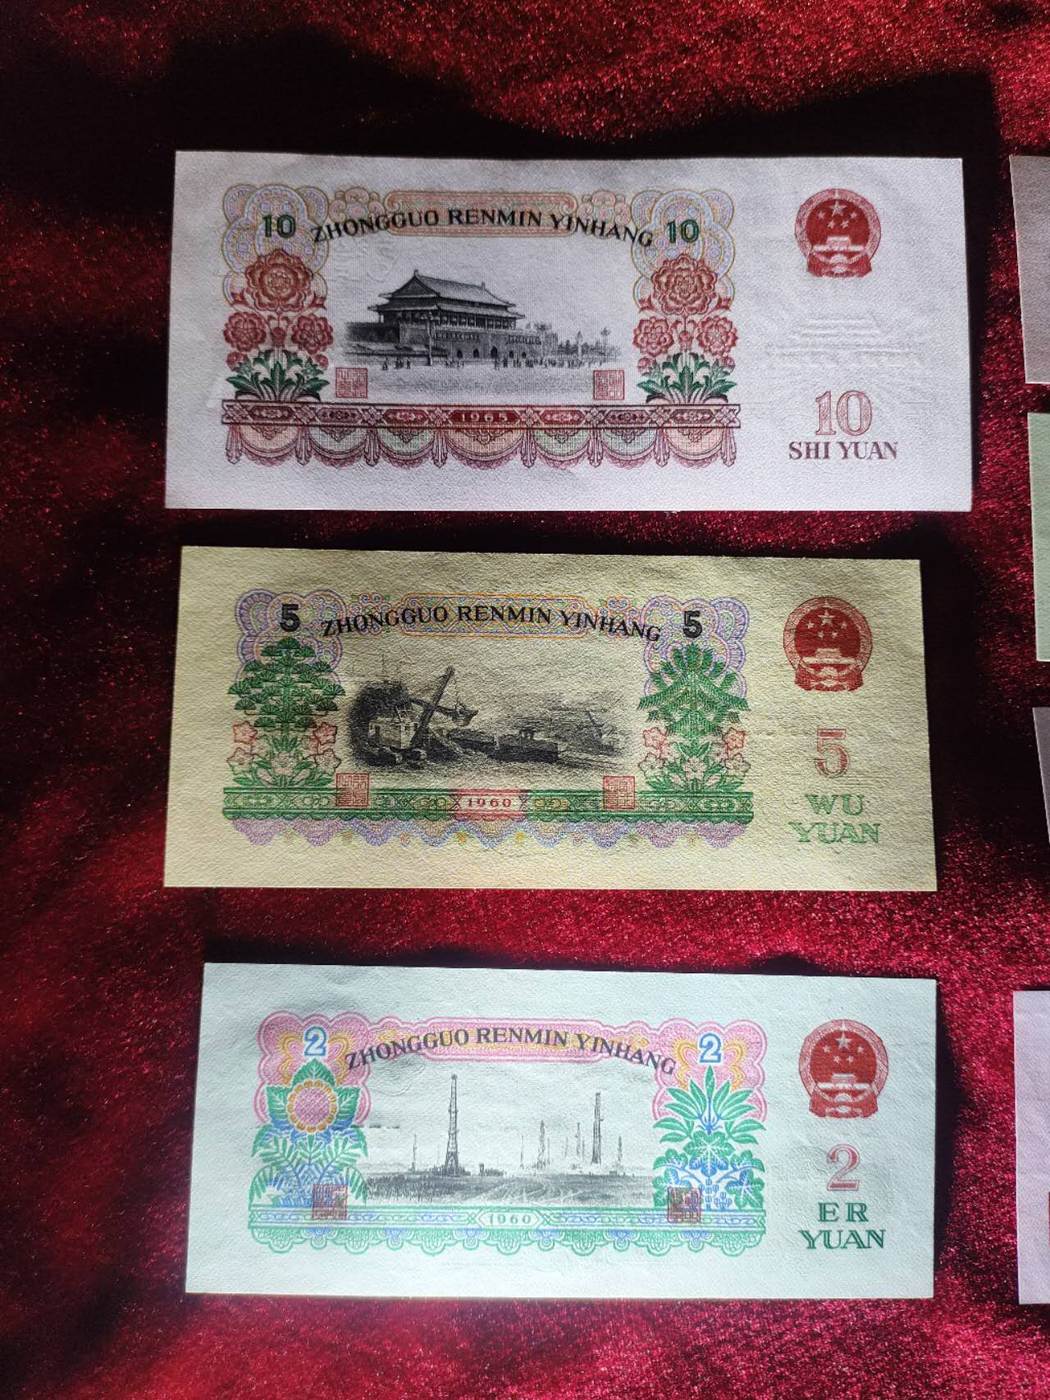 10 ZHONGGUO RENMIN YINHANG 10
1965
10
SHI YUAN
5 ZHONGGUO RENMIN YINHANG 5
1960
5
WU
YUAN
2 ZHONGGUO RENMIN YINHANG 2
1960
2
ER
YUAN